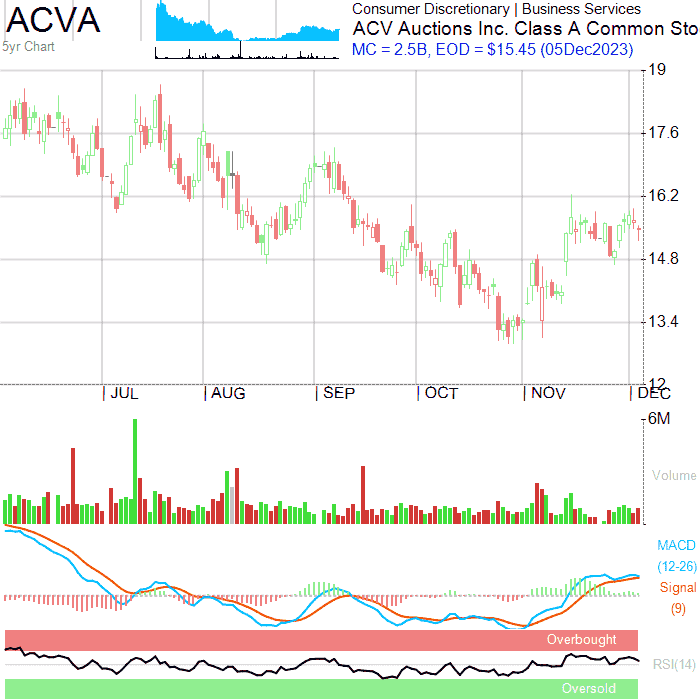 ACVA
5yr Chart
Consumer Discretionary | Business Services
ACV Auctions Inc. Class A Common Sto
MC = 2.5B, EOD = $15.45 (05Dec2023)
19
17.6
16.2
14.8
13.4
12
JUL
AUG
SEP
OCT
NOV
DEC
6M
Volume
MACD
(12-26)
Signal
(9)
Overbought
RSI(14)
Oversold